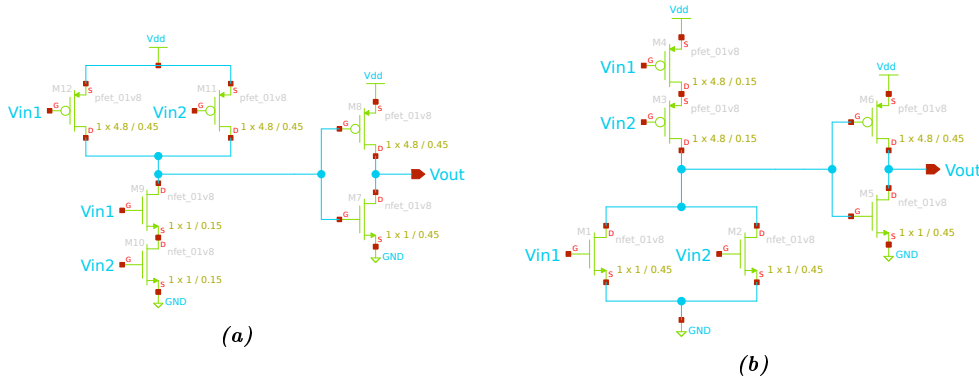 Vdd
M12
S
G
Vin1
pfet_01v8
D
1 x 4.8 / 0.45
M11
S
G
Vin2
pfet_01v8
D
1 x 4.8 / 0.45
Vdd
M8
S
G
pfet_01v8
D
1 x 4.8 / 0.45
Vout
M9
D
nfet_01v8
Vin1
G
S
1 x 1 / 0.15
M10
D
nfet_01v8
Vin2
G
S
1 x 1 / 0.15
GND
M7
D
nfet_01v8
G
S
1 x 1 / 0.45
GND
(a)
Vdd
M4
S
Vin1
G
pfet_01v8
D
1 x 4.8 / 0.15
M3
S
Vin2
G
pfet_01v8
D
1 x 4.8 / 0.15
Vdd
M6
S
G
pfet_01v8
D
1 x 4.8 / 0.45
Vout
M1
D
nfet_01v8
Vin1
G
S
1 x 1 / 0.45
M2
D
nfet_01v8
Vin2
G
S
1 x 1 / 0.45
M5
D
nfet_01v8
G
S
1 x 1 / 0.45
GND
GND
(b)